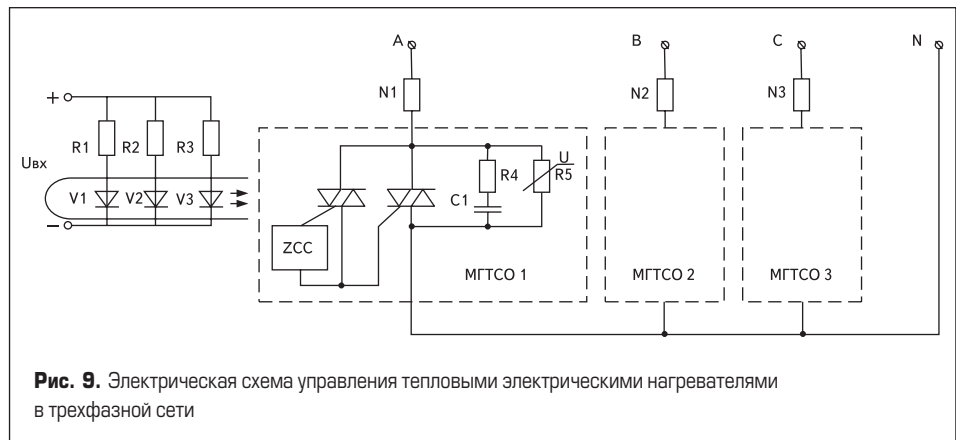 A
B
C
N
N1
N2
N3
+
R1
R2
R3
Uвх
V1
V2
V3
−
R4
U
R5
C1
ZCC
МГТСО 1
МГТСО 2
МГТСО 3
Рис. 9. Электрическая схема управления тепловыми электрическими нагревателями
в трехфазной сети